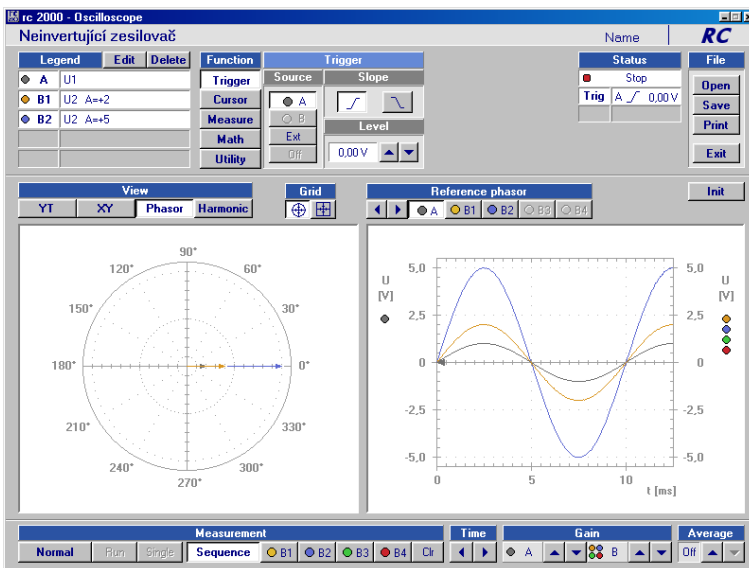 rc 2000 - Oscilloscope
Neinvertující zesilovač
Name
RC
Legend Edit Delete
A U1
B1 U2 A=+2
B2 U2 A=+5
Function
Trigger
Cursor
Measure
Math
Utility
Trigger
Source Slope
A
B
Ext
Off
Level
0,00 V
Status
Stop
Trig A 0,00 V
File
Open
Save
Print
Exit
View
YT XY Phasor Harmonic
Grid
Reference phasor
A B1 B2 B3 B4
Init
90°
120° 60°
150° 30°
180° 0°
210° 330°
240° 300°
270°
U
[V]
5,0
2,5
0
-2,5
-5,0
5,0
2,5
0
-2,5
-5,0
U
[V]
0 5 10
t [ms]
Measurement
Normal Run Single Sequence B1 B2 B3 B4 Clr
Time
Gain
A B
Average
Off